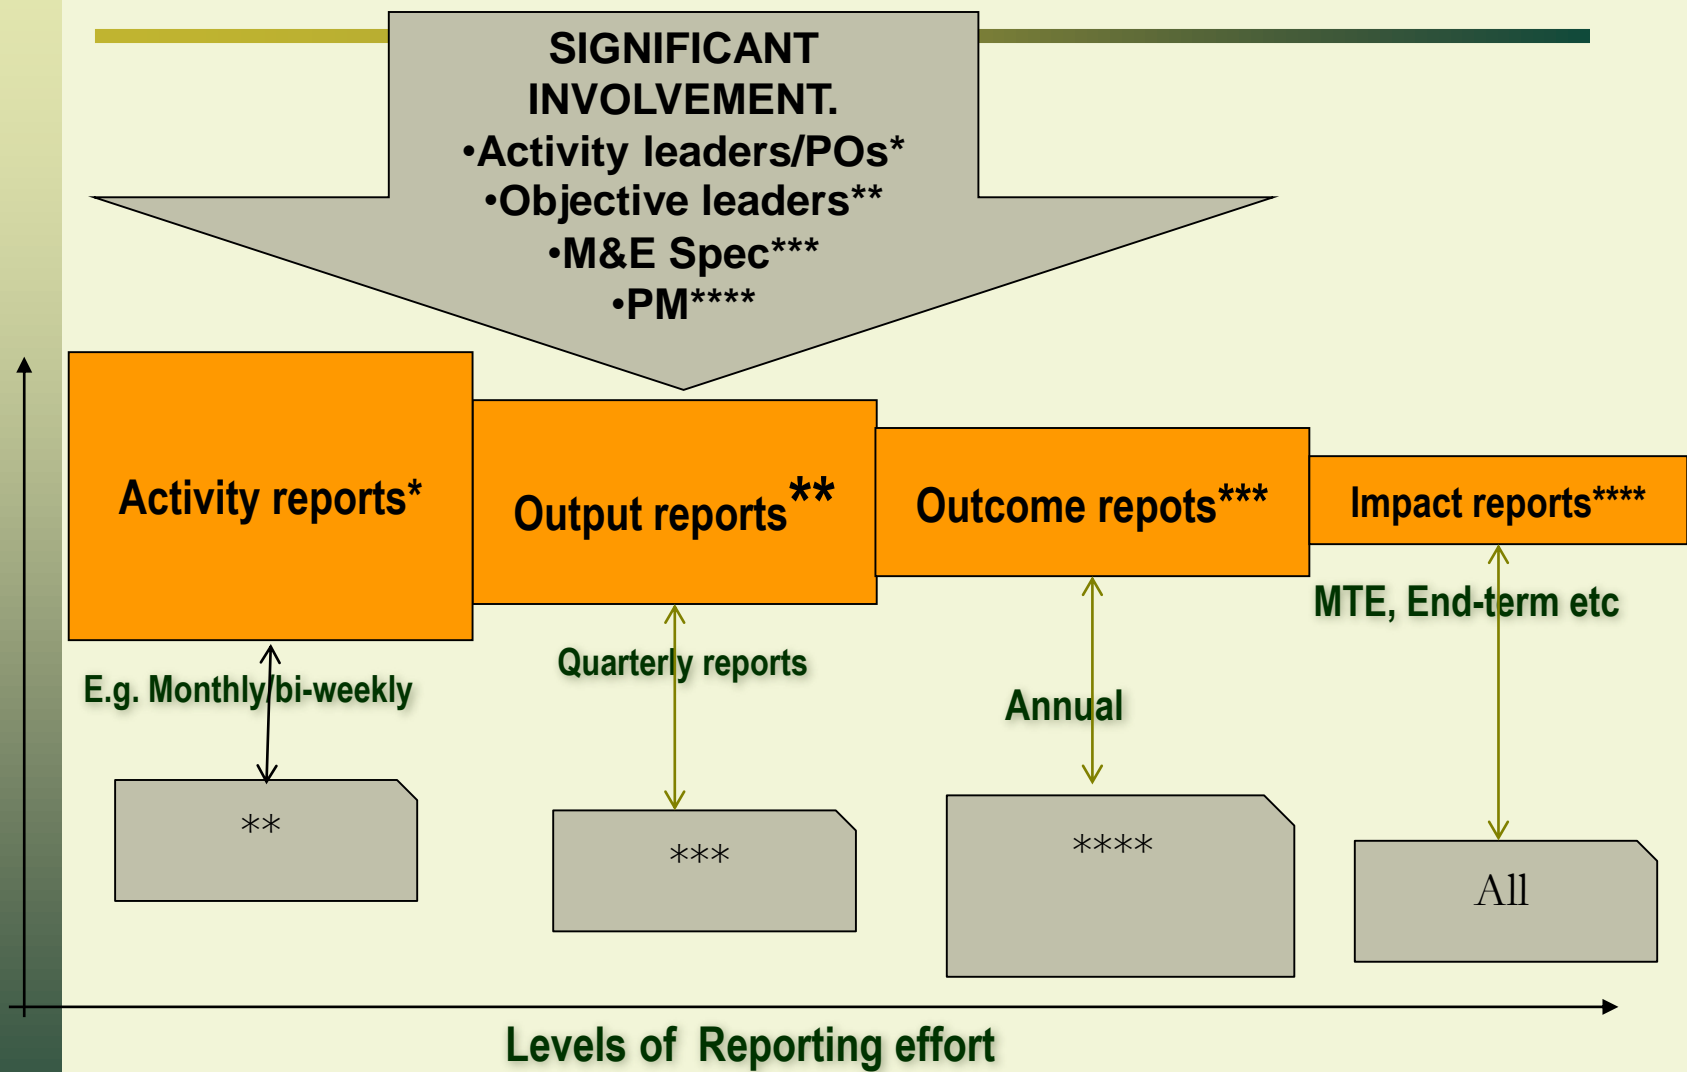 SIGNIFICANT
INVOLVEMENT.
•Activity leaders/POs*
•Objective leaders**
•M&E Spec***
•PM****
Activity reports*
Output reports**
Outcome repots***
Impact reports****
E.g. Monthly/bi-weekly
Quarterly reports
Annual
MTE, End-term etc
**
***
****
All
Levels of Reporting effort